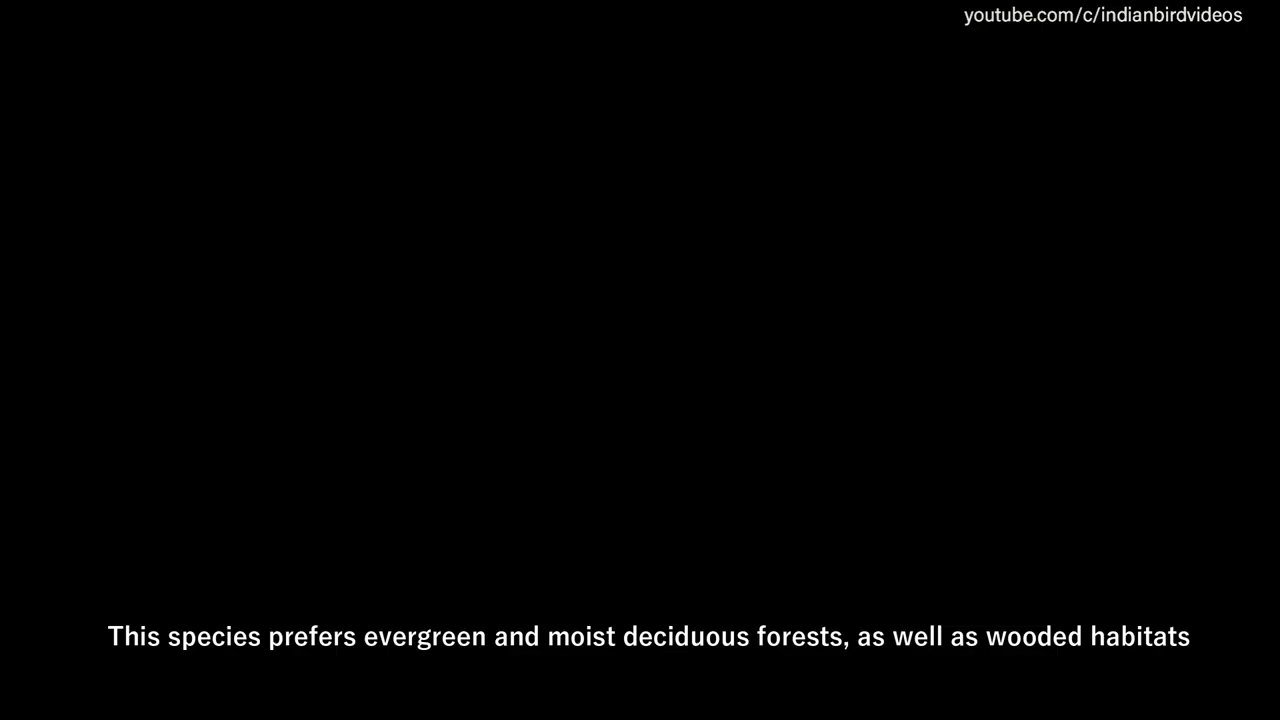 youtube.com/c/indianbirdvideos
This species prefers evergreen and moist deciduous forests, as well as wooded habitats